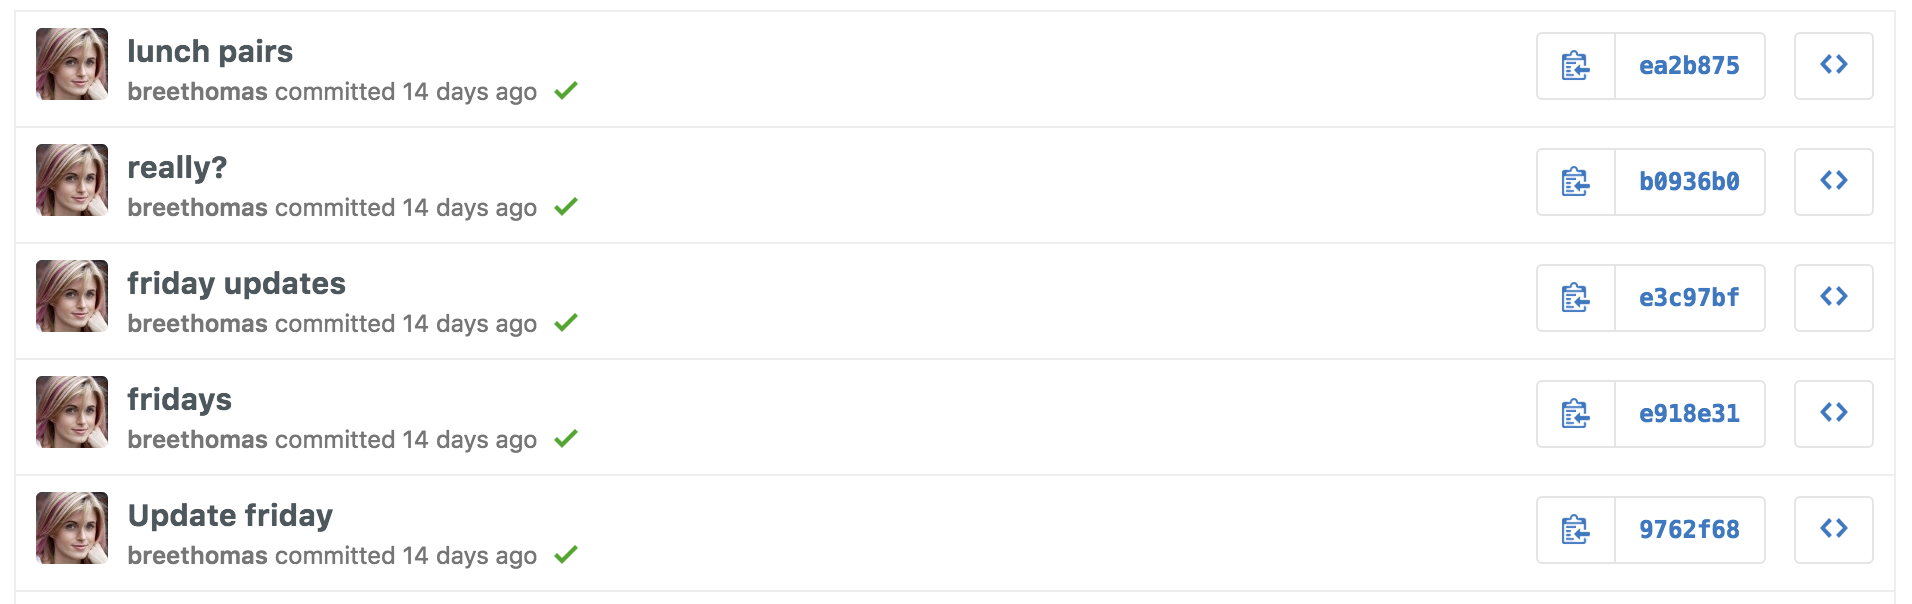 lunch pairs
breethomas committed 14 days ago
ea2b875
really?
breethomas committed 14 days ago
b0936b0
friday updates
breethomas committed 14 days ago
e3c97bf
fridays
breethomas committed 14 days ago
e918e31
Update friday
breethomas committed 14 days ago
9762f68